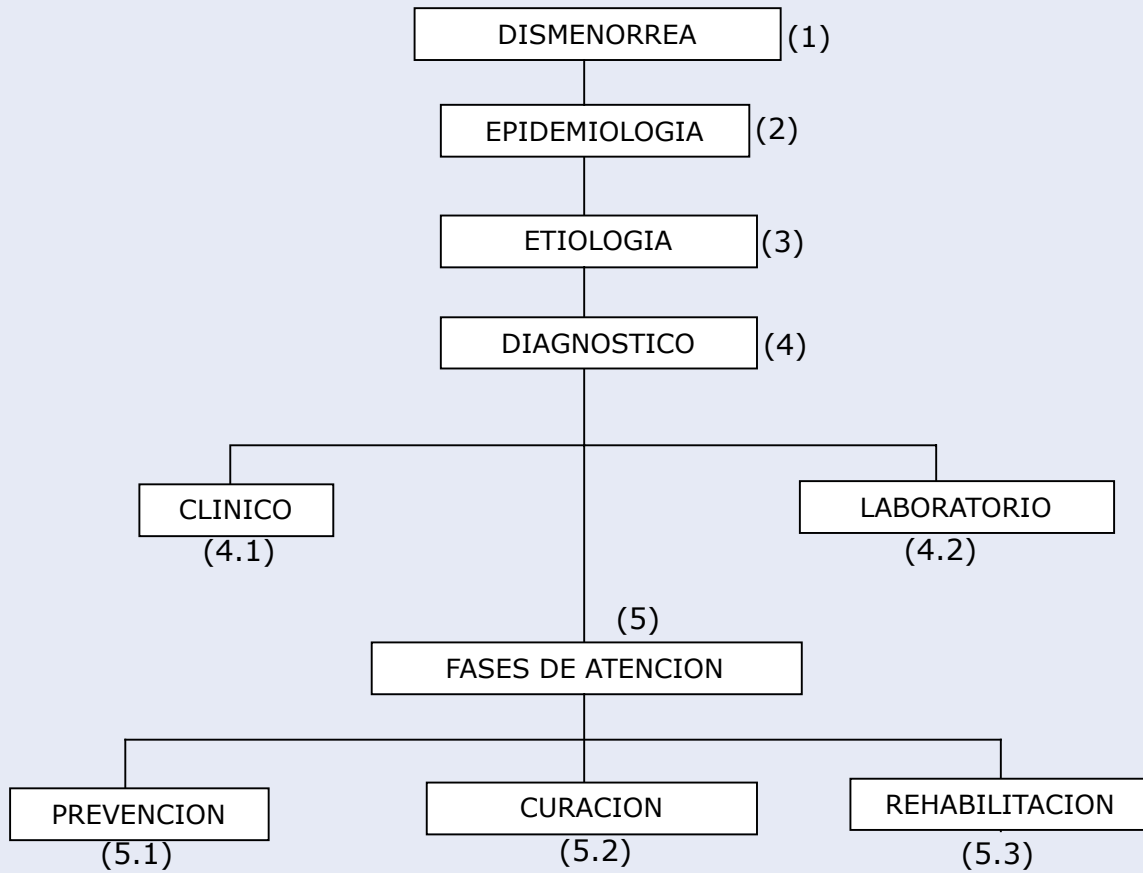 DISMENORREA (1)
EPIDEMIOLOGIA (2)
ETIOLOGIA (3)
DIAGNOSTICO (4)
CLINICO
(4.1)
LABORATORIO
(4.2)
(5)
FASES DE ATENCION
PREVENCION
(5.1)
CURACION
(5.2)
REHABILITACION
(5.3)